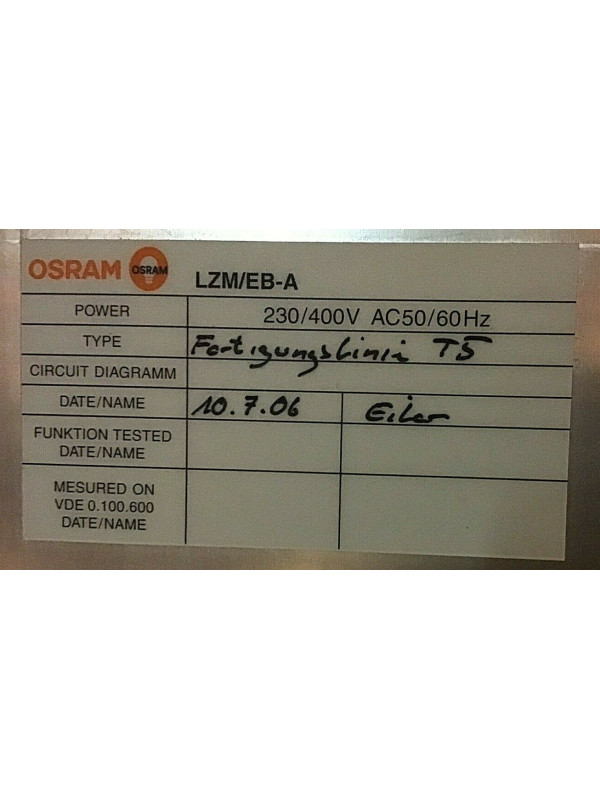 OSRAM OSRAM LZM/EB-A
POWER 230/400V AC50/60Hz
TYPE Fertigungslinie T5
CIRCUIT DIAGRAMM
DATE/NAME 10.7.06 Eiler
FUNKTION TESTED
DATE/NAME
MESURED ON
VDE 0.100.600
DATE/NAME